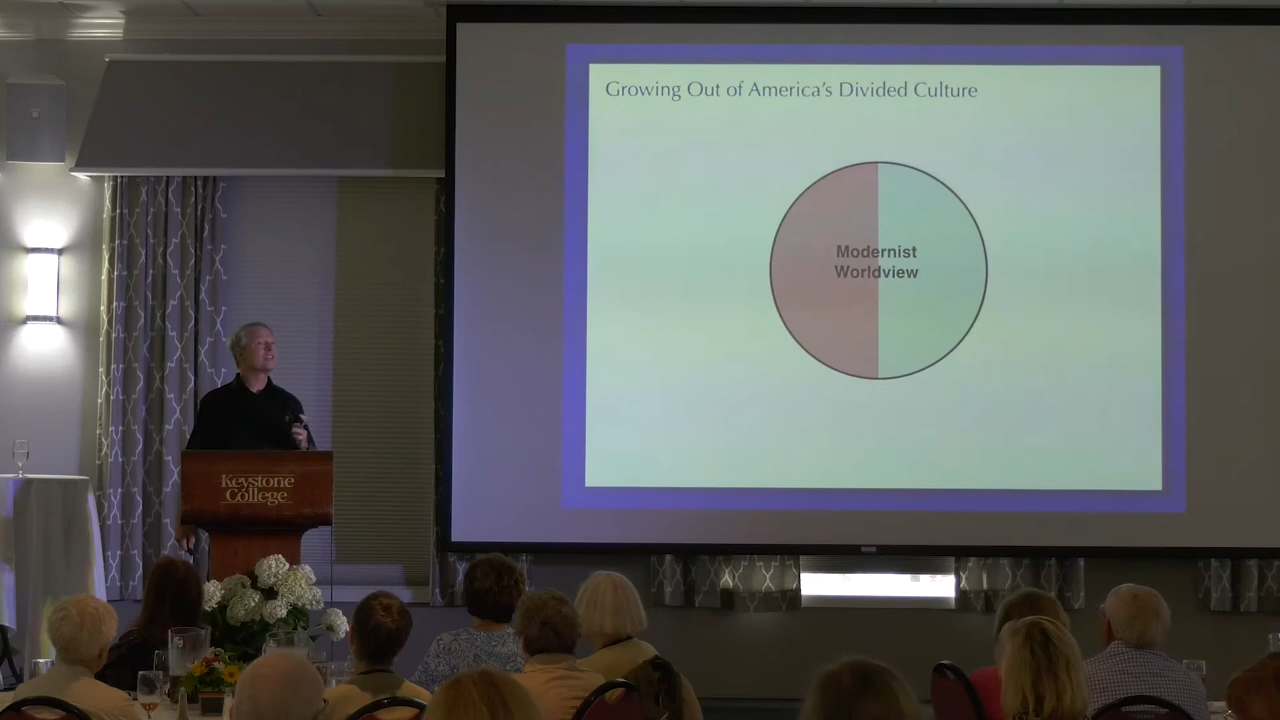 Growing Out of America's Divided Culture
Modernist
Worldview
Keystone
College